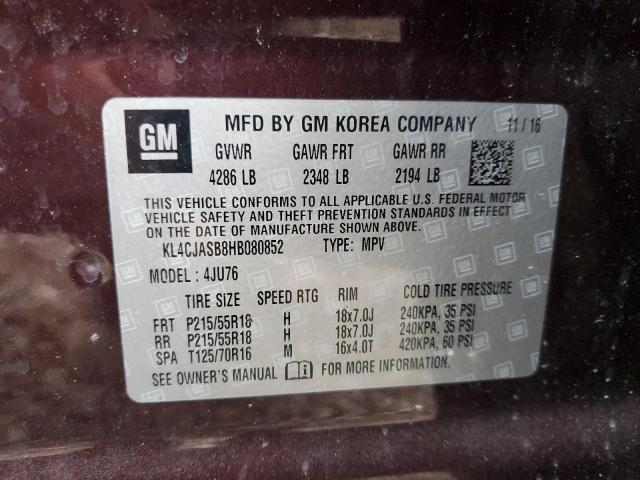 GM MFD BY GM KOREA COMPANY 11/16
GVWR GAWR FRT GAWR RR
4286 LB 2348 LB 2194 LB
THIS VEHICLE CONFORMS TO ALL APPLICABLE U.S. FEDERAL MOTOR
VEHICLE SAFETY AND THEFT PREVENTION STANDARDS IN EFFECT
ON THE DATE OF MANUFACTURE SHOWN ABOVE.
KL4CJASB8HB080852 TYPE: MPV
MODEL: 4JU76
TIRE SIZE SPEED RTG RIM COLD TIRE PRESSURE
FRT P215/55R18 H 18x7.0J 240KPA, 35 PSI
RR P215/55R18 H 18x7.0J 240KPA, 35 PSI
SPA T125/70R16 M 16x4.0T 420KPA, 60 PSI
SEE OWNER'S MANUAL FOR MORE INFORMATION.